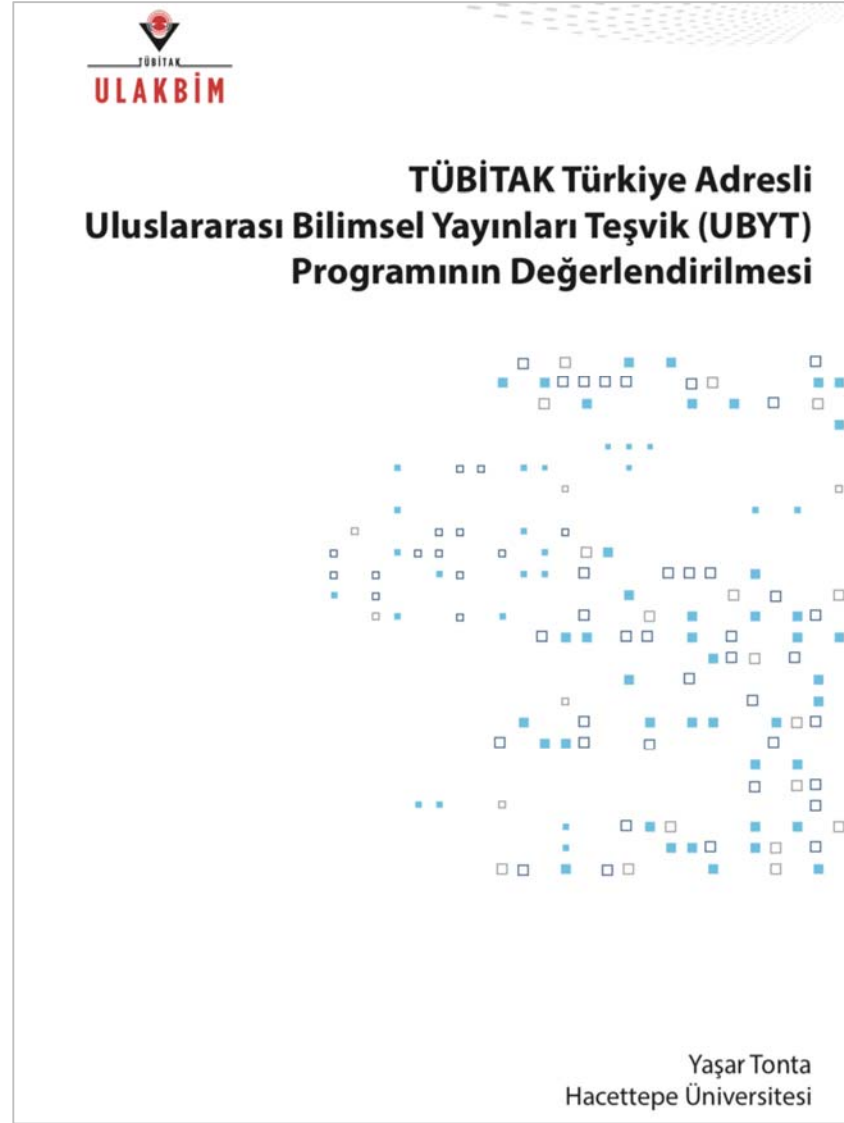 TÜBİTAK
ULAKBİM
TÜBİTAK Türkiye Adresli
Uluslararası Bilimsel Yayınları Teşvik (UBYT)
Programının Değerlendirilmesi
Yaşar Tonta
Hacettepe Üniversitesi